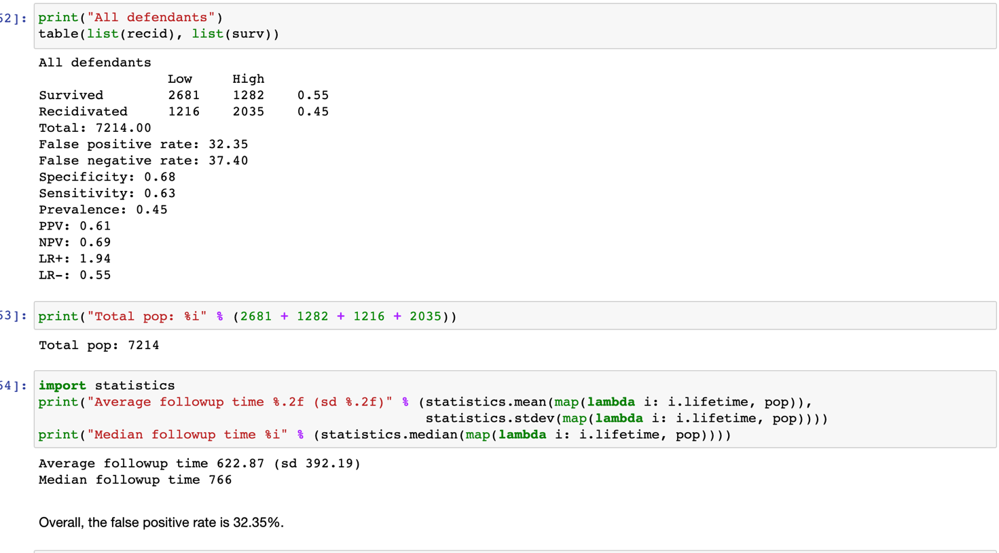 52]: print("All defendants")
table(list(recid), list(surv))
All defendants
Low High
Survived 2681 1282 0.55
Recidivated 1216 2035 0.45
Total: 7214.00
False positive rate: 32.35
False negative rate: 37.40
Specificity: 0.68
Sensitivity: 0.63
Prevalence: 0.45
PPV: 0.61
NPV: 0.69
LR+: 1.94
LR-: 0.55
53]: print("Total pop: %i" % (2681 + 1282 + 1216 + 2035))
Total pop: 7214
54]: import statistics
print("Average followup time %.2f (sd %.2f)" % (statistics.mean(map(lambda i: i.lifetime, pop)),
statistics.stdev(map(lambda i: i.lifetime, pop))))
print("Median followup time %i" % (statistics.median(map(lambda i: i.lifetime, pop))))
Average followup time 622.87 (sd 392.19)
Median followup time 766
Overall, the false positive rate is 32.35%.